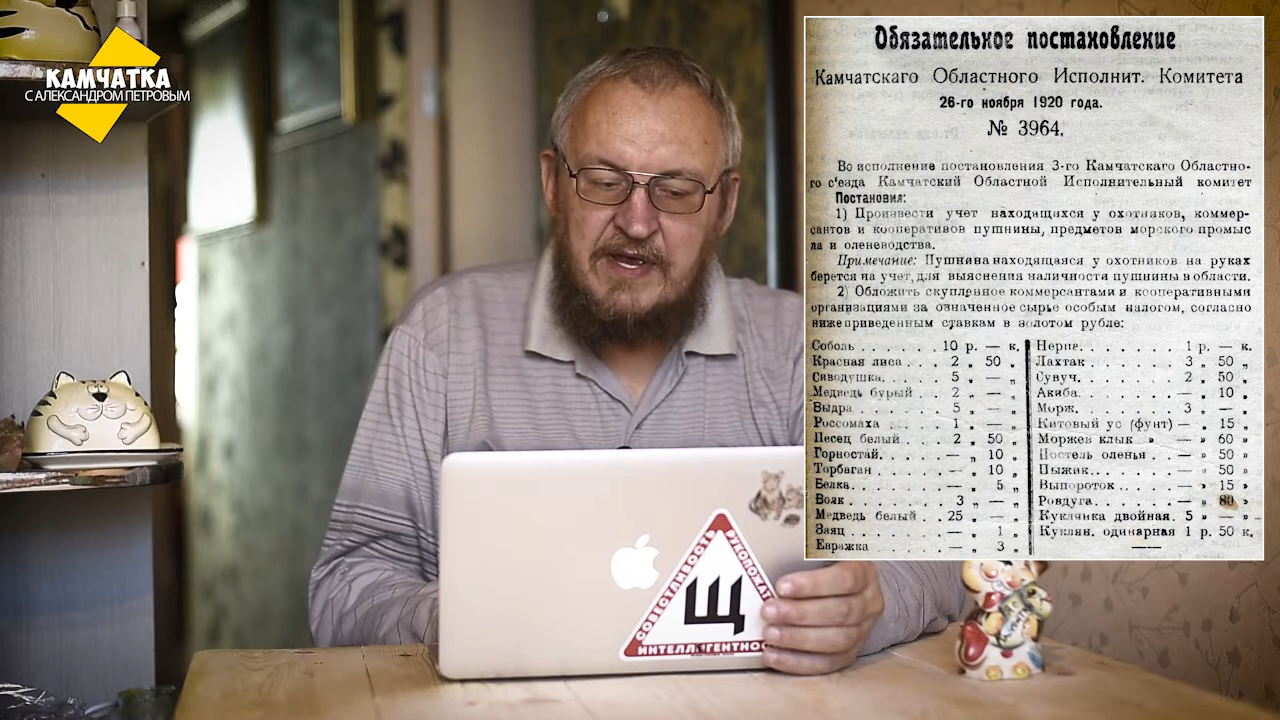 КАМЧАТКА
С АЛЕКСАНДРОМ ПЕТРОВЫМ
Обязательное постановление
Камчатскаго Областного Исполнит. Комитета
26-го ноября 1920 года.
№ 3964.
Во исполнение постановления 3-го Камчатскаго Областно-
го с'езда Камчатский Областной Исполнительный комитет
Постановил:
1) Произвести учет находящихся у охотников, коммер-
сантов и кооперативов пушнины, предметов морского промыс
ла и оленеводства.
Примечание: Пушнина находящаяся у охотников на руках
берется на учет, для выяснения наличности пушнины в области.
2) Обложить скупленное коммерсантами и кооперативными
организациями за означенное сырье особым налогом, согласно
нижеприведенным ставкам в золотом рубле:
Соболь . . . . . . . 10 р. — к.
Красная лиса . . . 2 „ 50 „
Сиводушка. . . . . 5 „ — „
Медведь бурый . . 2 „ — „
Выдра . . . . . . . 5 „ — „
Россомаха . . . . . 1 „ — „
Песец белый . . . 2 „ 50 „
Горностай. . . . . — „ 10 „
Торбаган . . . . . — „ 10 „
Белка. . . . . . . . — „ 5 „
Волк . . . . . . . . 3 „ — „
Медведь белый . . 25 „ — „
Заяц . . . . . . . . — „ 1 „
Евражка . . . . . — „ 3 „
Нерпа. . . . . . . . 1 р. — к.
Лахтак . . . . . . 3 „ 50 „
Сувуч. . . . . . . . 2 „ 50 „
Акиба. . . . . . . . — „ 10 „
Морж. . . . . . . . 3 „ — „
Китовый ус (фунт) — „ 15 „
Моржев клык „ — „ 60 „
Постель оленья . . — „ 50 „
Пыжик. . . . . . . — „ 50 „
Выпороток . . . . — „ 15 „
Ровдуга. . . . . . . — „ 80 „
Куклянка двойная. 5 „ — „
Куклян. одинарная 1 р. 50 к.
СОВЕСТЛИВОСТЬ
РУКОПОЖАТ
Щ
ИНТЕЛЛИГЕНТНОС